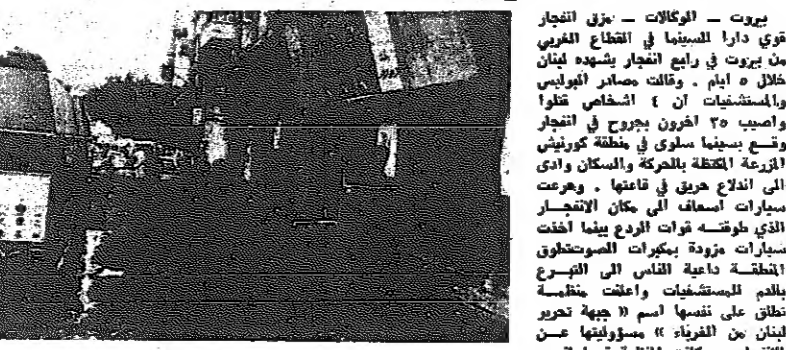 بيروت — الوكالات — مزق انفجار
قوي دارا للسينما في القطاع الغربي
من بيروت في رابع انفجار يشهده لبنان
خلال ٥ ايام . وقالت مصادر البوليس
والمستشفيات ان ٤ اشخاص قتلوا
واصيب ٢٥ اخرون بجروح في انفجار
وقع بسينما سلوى في منطقة كورنيش
المزرعة المكتظة بالحركة والسكان وادى
الى اندلاع حريق في قاعتها . وهرعت
سيارات اسعاف الى مكان الانفجار
الذي طوقته قوات الردع بينما اخذت
سيارات مزودة بمكبرات الصوتتطوق
المنطقة داعية الناس الى التبرع
بالدم للمستشفيات واعلنت منظمة
تطلق على نفسها اسم (( جبهة تحرير
لبنان من الغرباء )) مسؤوليتها عن